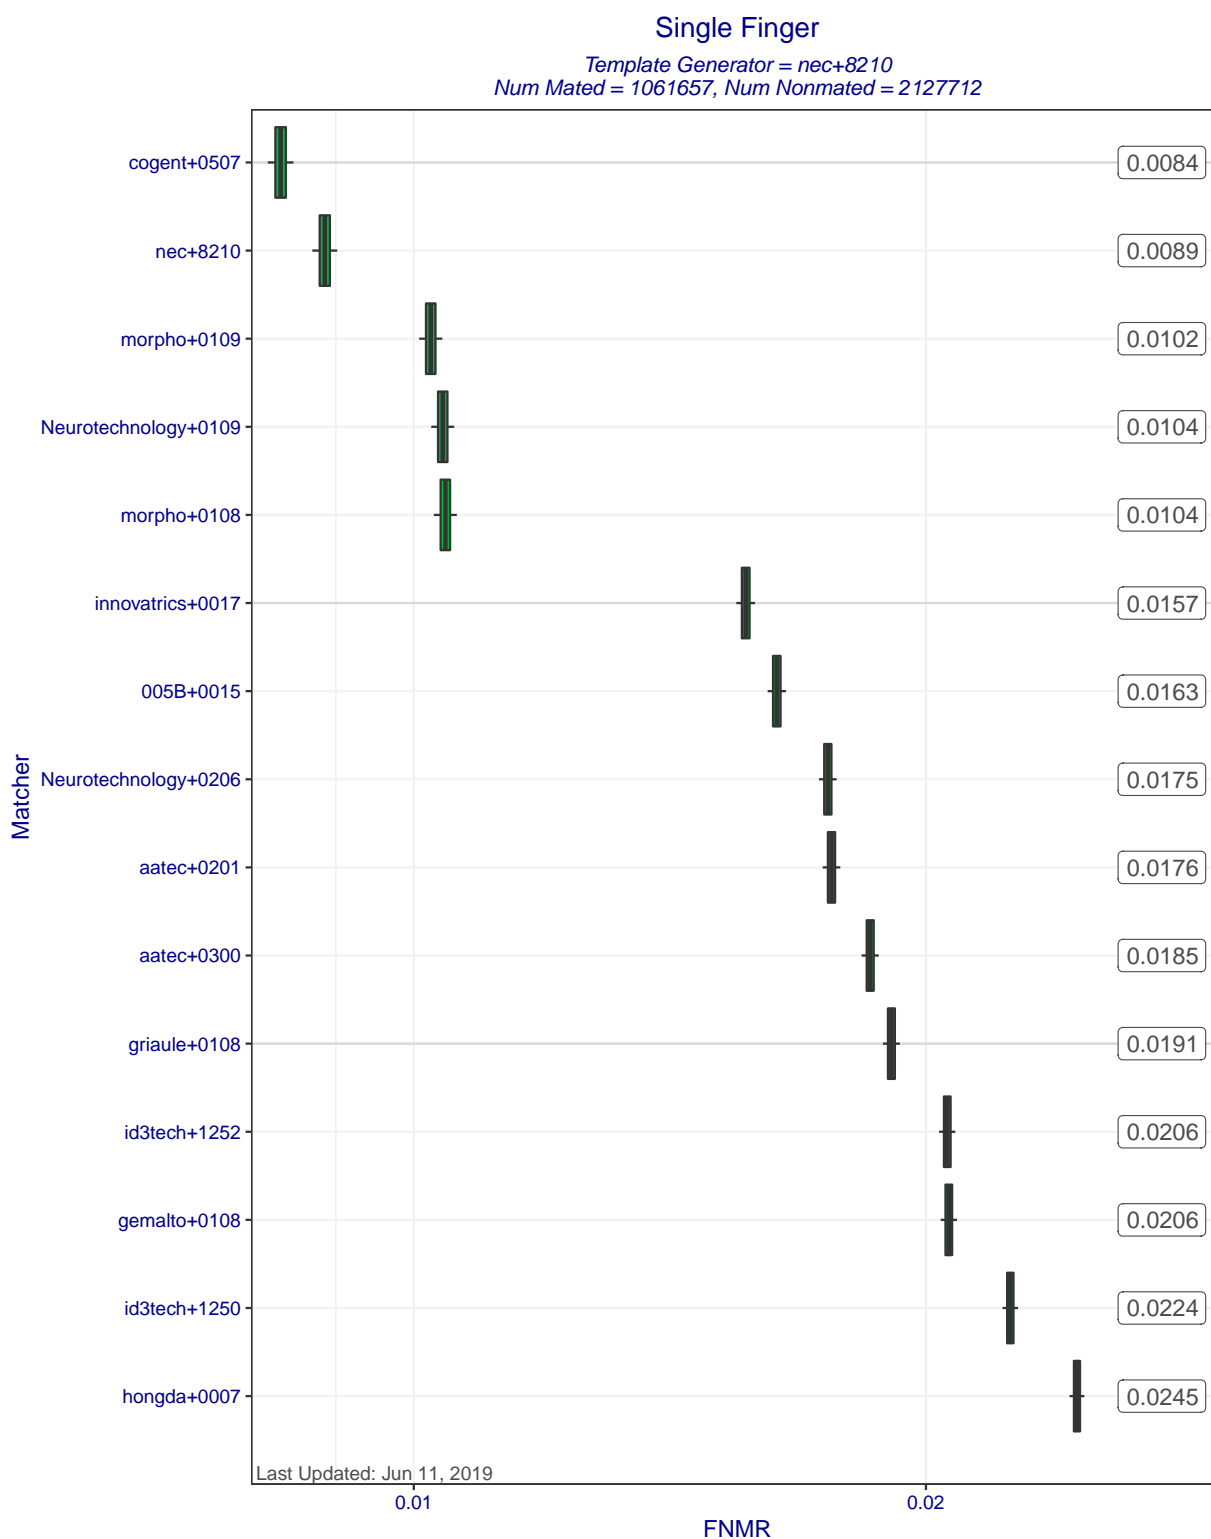 Single Finger
Template Generator = nec+8210
Num Mated = 1061657, Num Nonmated = 2127712
cogent+0507 0.0084
nec+8210 0.0089
morpho+0109 0.0102
Neurotechnology+0109 0.0104
morpho+0108 0.0104
innovatrics+0017 0.0157
005B+0015 0.0163
Neurotechnology+0206 0.0175
aatec+0201 0.0176
aatec+0300 0.0185
griaule+0108 0.0191
id3tech+1252 0.0206
gemalto+0108 0.0206
id3tech+1250 0.0224
hongda+0007 0.0245
Matcher
Last Updated: Jun 11, 2019
0.01 0.02
FNMR